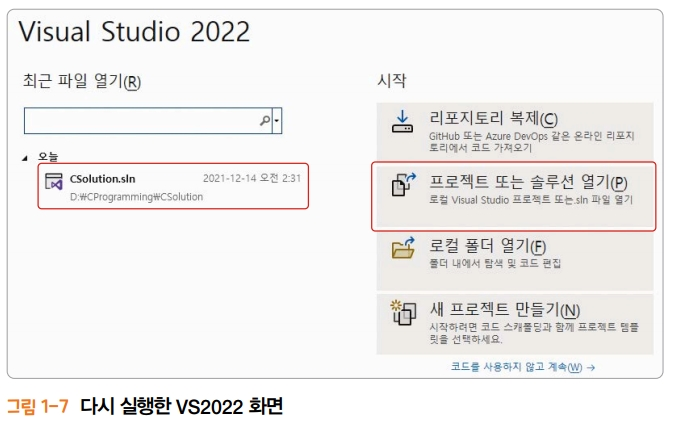 Visual Studio 2022
최근 파일 열기(R)
오늘
CSolution.sln 2021-12-14 오전 2:31
D:₩CProgramming₩CSolution
시작
리포지토리 복제(C)
GitHub 또는 Azure DevOps 같은 온라인 리포지
토리에서 코드 가져오기
프로젝트 또는 솔루션 열기(P)
로컬 Visual Studio 프로젝트 또는.sln 파일 열기
로컬 폴더 열기(F)
폴더 내에서 탐색 및 코드 편집
새 프로젝트 만들기(N)
시작하려면 코드 스캐폴딩과 함께 프로젝트 템플
릿을 선택하세요.
코드를 사용하지 않고 계속(W) →
그림 1-7 다시 실행한 VS2022 화면